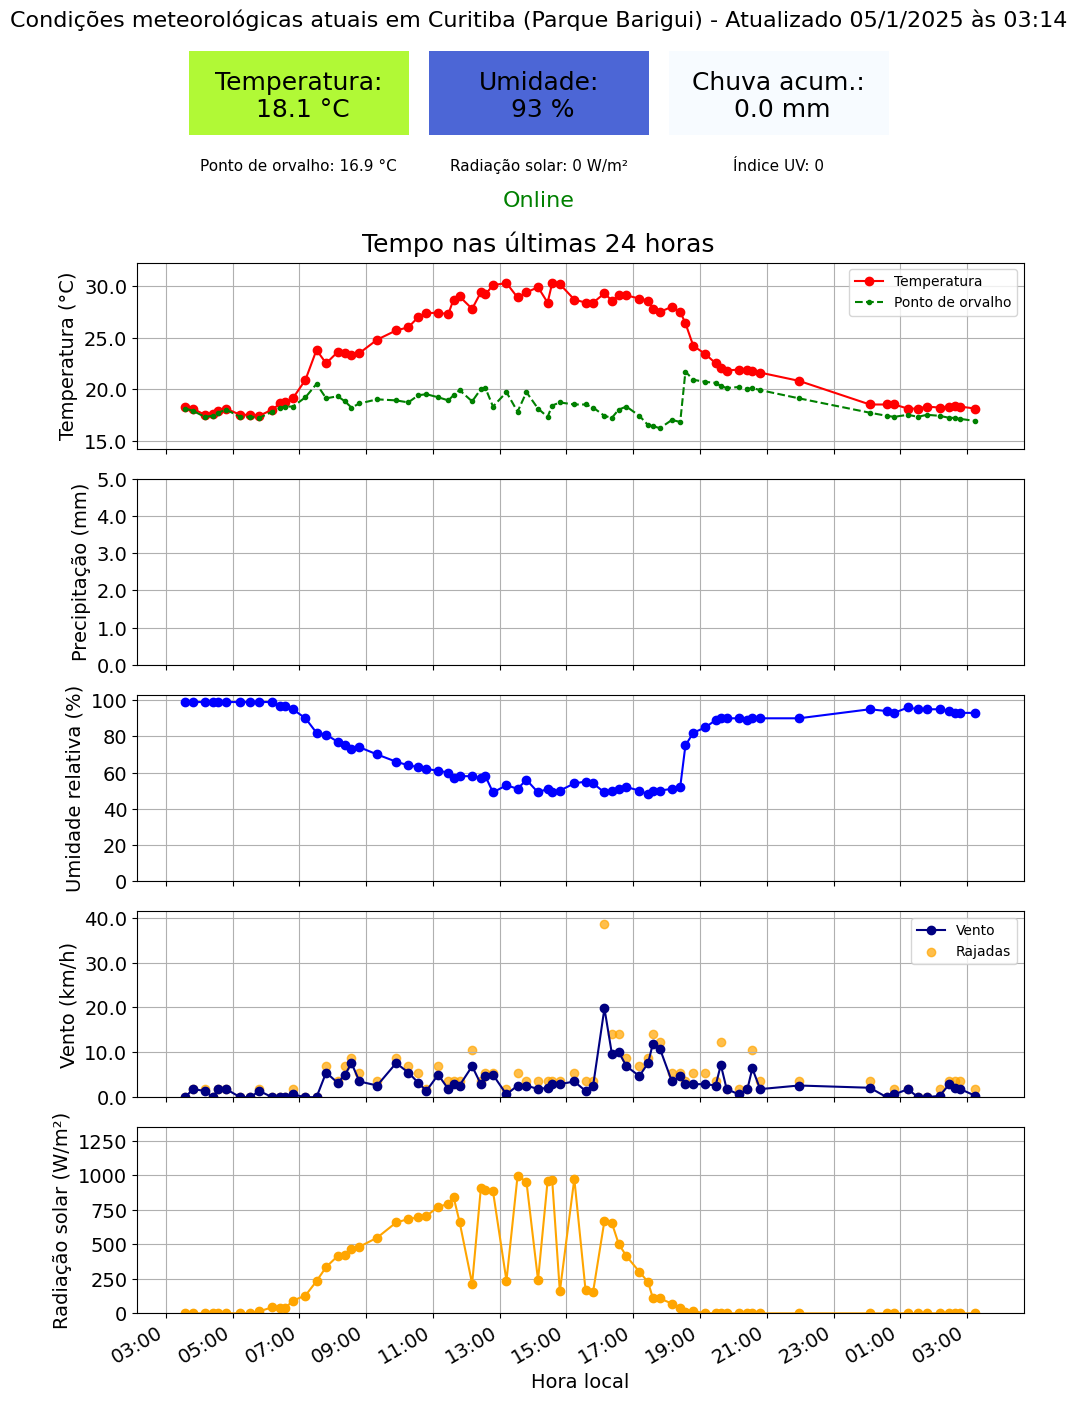 Condições meteorológicas atuais em Curitiba (Parque Barigui) - Atualizado 05/1/2025 às 03:14
Temperatura:
18.1 °C
Umidade:
93 %
Chuva acum.:
0.0 mm
Ponto de orvalho: 16.9 °C
Radiação solar: 0 W/m²
Índice UV: 0
Online
Tempo nas últimas 24 horas
Temperatura (°C)
30.0
25.0
20.0
15.0
Temperatura
Ponto de orvalho
Precipitação (mm)
5.0
4.0
3.0
2.0
1.0
0.0
Umidade relativa (%)
100
80
60
40
20
0
Vento (km/h)
40.0
30.0
20.0
10.0
0.0
Vento
Rajadas
Radiação solar (W/m²)
1250
1000
750
500
250
0
03:00 05:00 07:00 09:00 11:00 13:00 15:00 17:00 19:00 21:00 23:00 01:00 03:00
Hora local